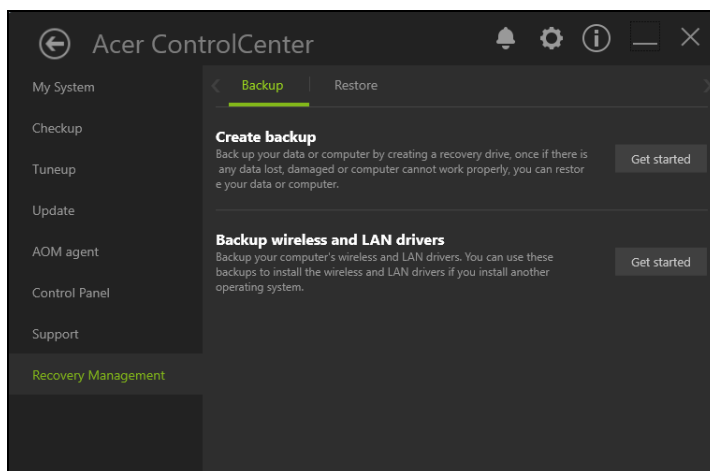 Acer ControlCenter
My System
Checkup
Tuneup
Update
AOM agent
Control Panel
Support
Recovery Management
Backup
Restore
Create backup
Back up your data or computer by creating a recovery drive, once if there is
any data lost, damaged or computer cannot work properly, you can restor
e your data or computer.
Get started
Backup wireless and LAN drivers
Backup your computer's wireless and LAN drivers. You can use these
backups to install the wireless and LAN drivers if you install another
operating system.
Get started